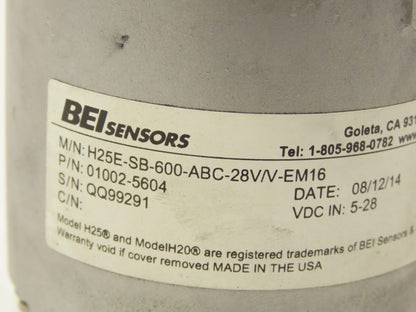 BEI SENSORS
Goleta, CA 931
Tel: 1-805-968-0782 www.
M/N: H25E-SB-600-ABC-28V/V-EM16
P/N: 01002-5604
S/N: QQ99291
C/N:
DATE: 08/12/14
VDC IN: 5-28
Model H25® and ModelH20® are registered trademarks of BEI Sensors &
Warranty void if cover removed MADE IN THE USA